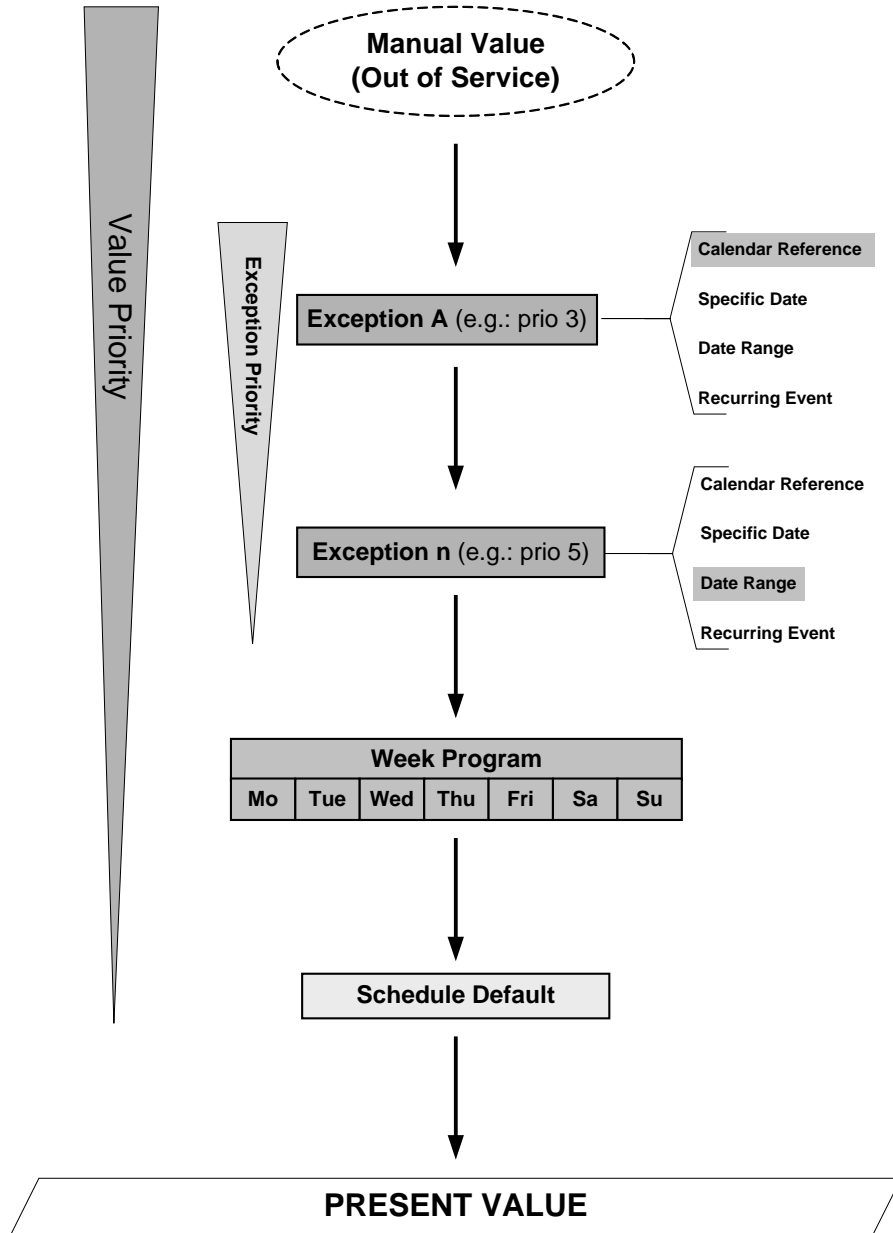 Manual Value
(Out of Service)
Value Priority
Exception Priority
Exception A (e.g.: prio 3)
Calendar Reference
Specific Date
Date Range
Recurring Event
Exception n (e.g.: prio 5)
Calendar Reference
Specific Date
Date Range
Recurring Event
Week Program
Mo Tue Wed Thu Fri Sa Su
Schedule Default
PRESENT VALUE